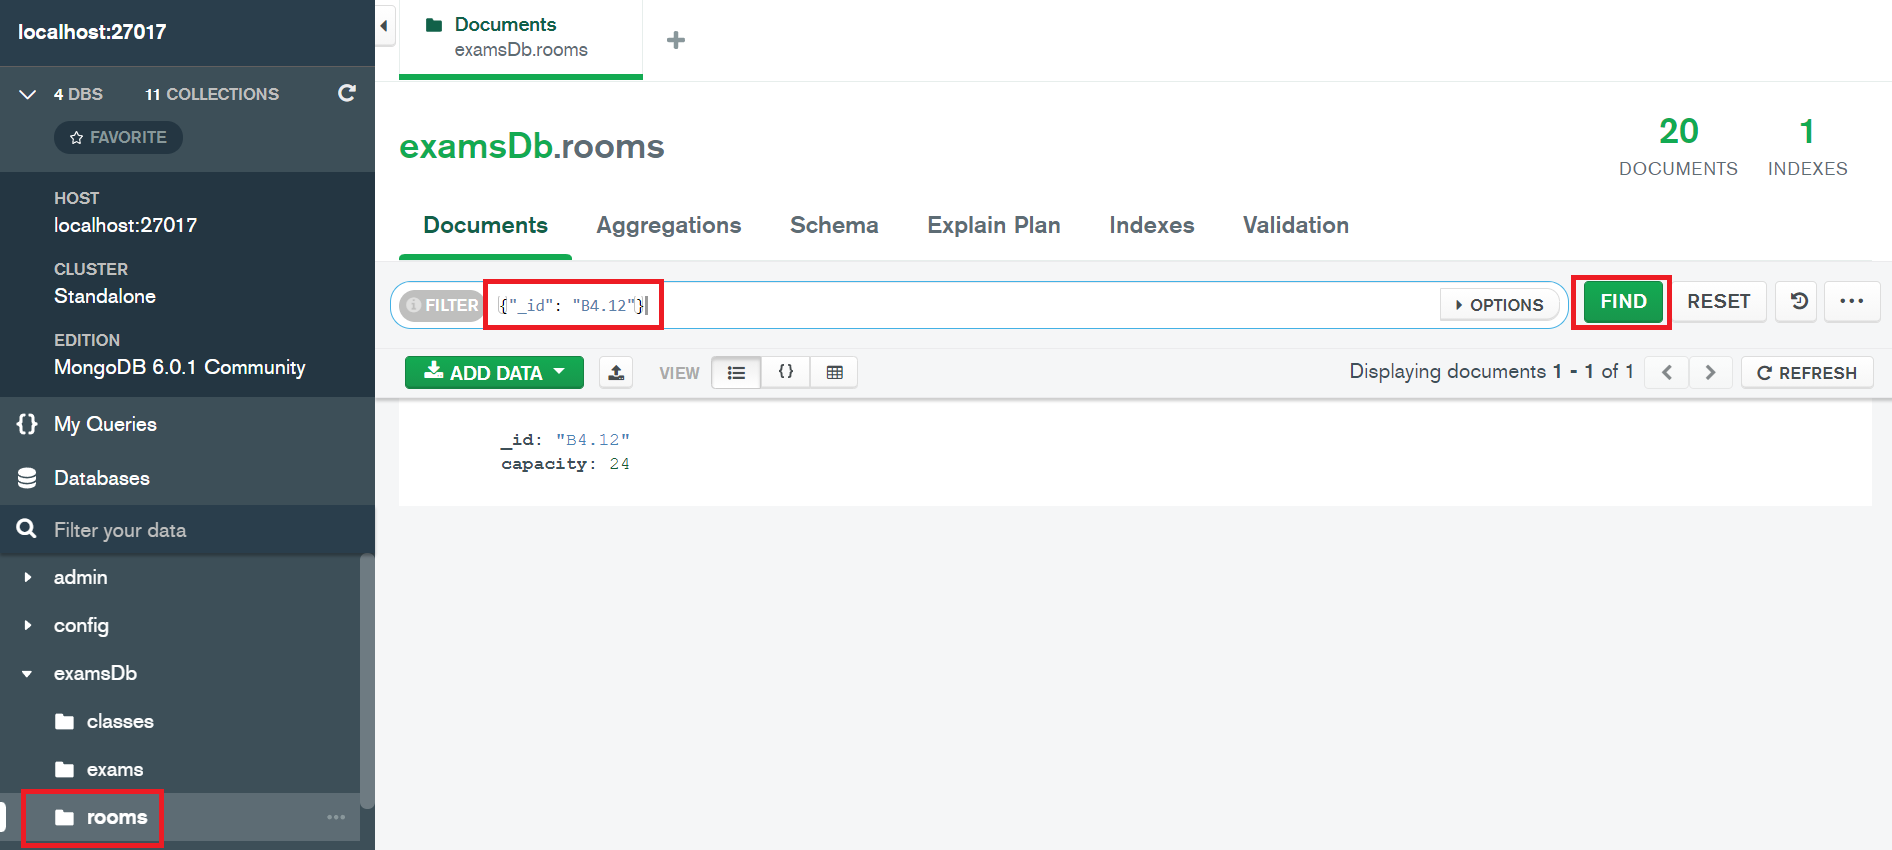 localhost:27017
4 DBS 11 COLLECTIONS
FAVORITE
HOST
localhost:27017
CLUSTER
Standalone
EDITION
MongoDB 6.0.1 Community
{} My Queries
Databases
Filter your data
admin
config
examsDb
classes
exams
rooms
Documents
examsDb.rooms
+
examsDb.rooms
20
DOCUMENTS
1
INDEXES
Documents Aggregations Schema Explain Plan Indexes Validation
FILTER {"_id": "B4.12"} OPTIONS FIND RESET ...
ADD DATA VIEW {} Displaying documents 1 - 1 of 1 < > REFRESH
_id: "B4.12"
capacity: 24